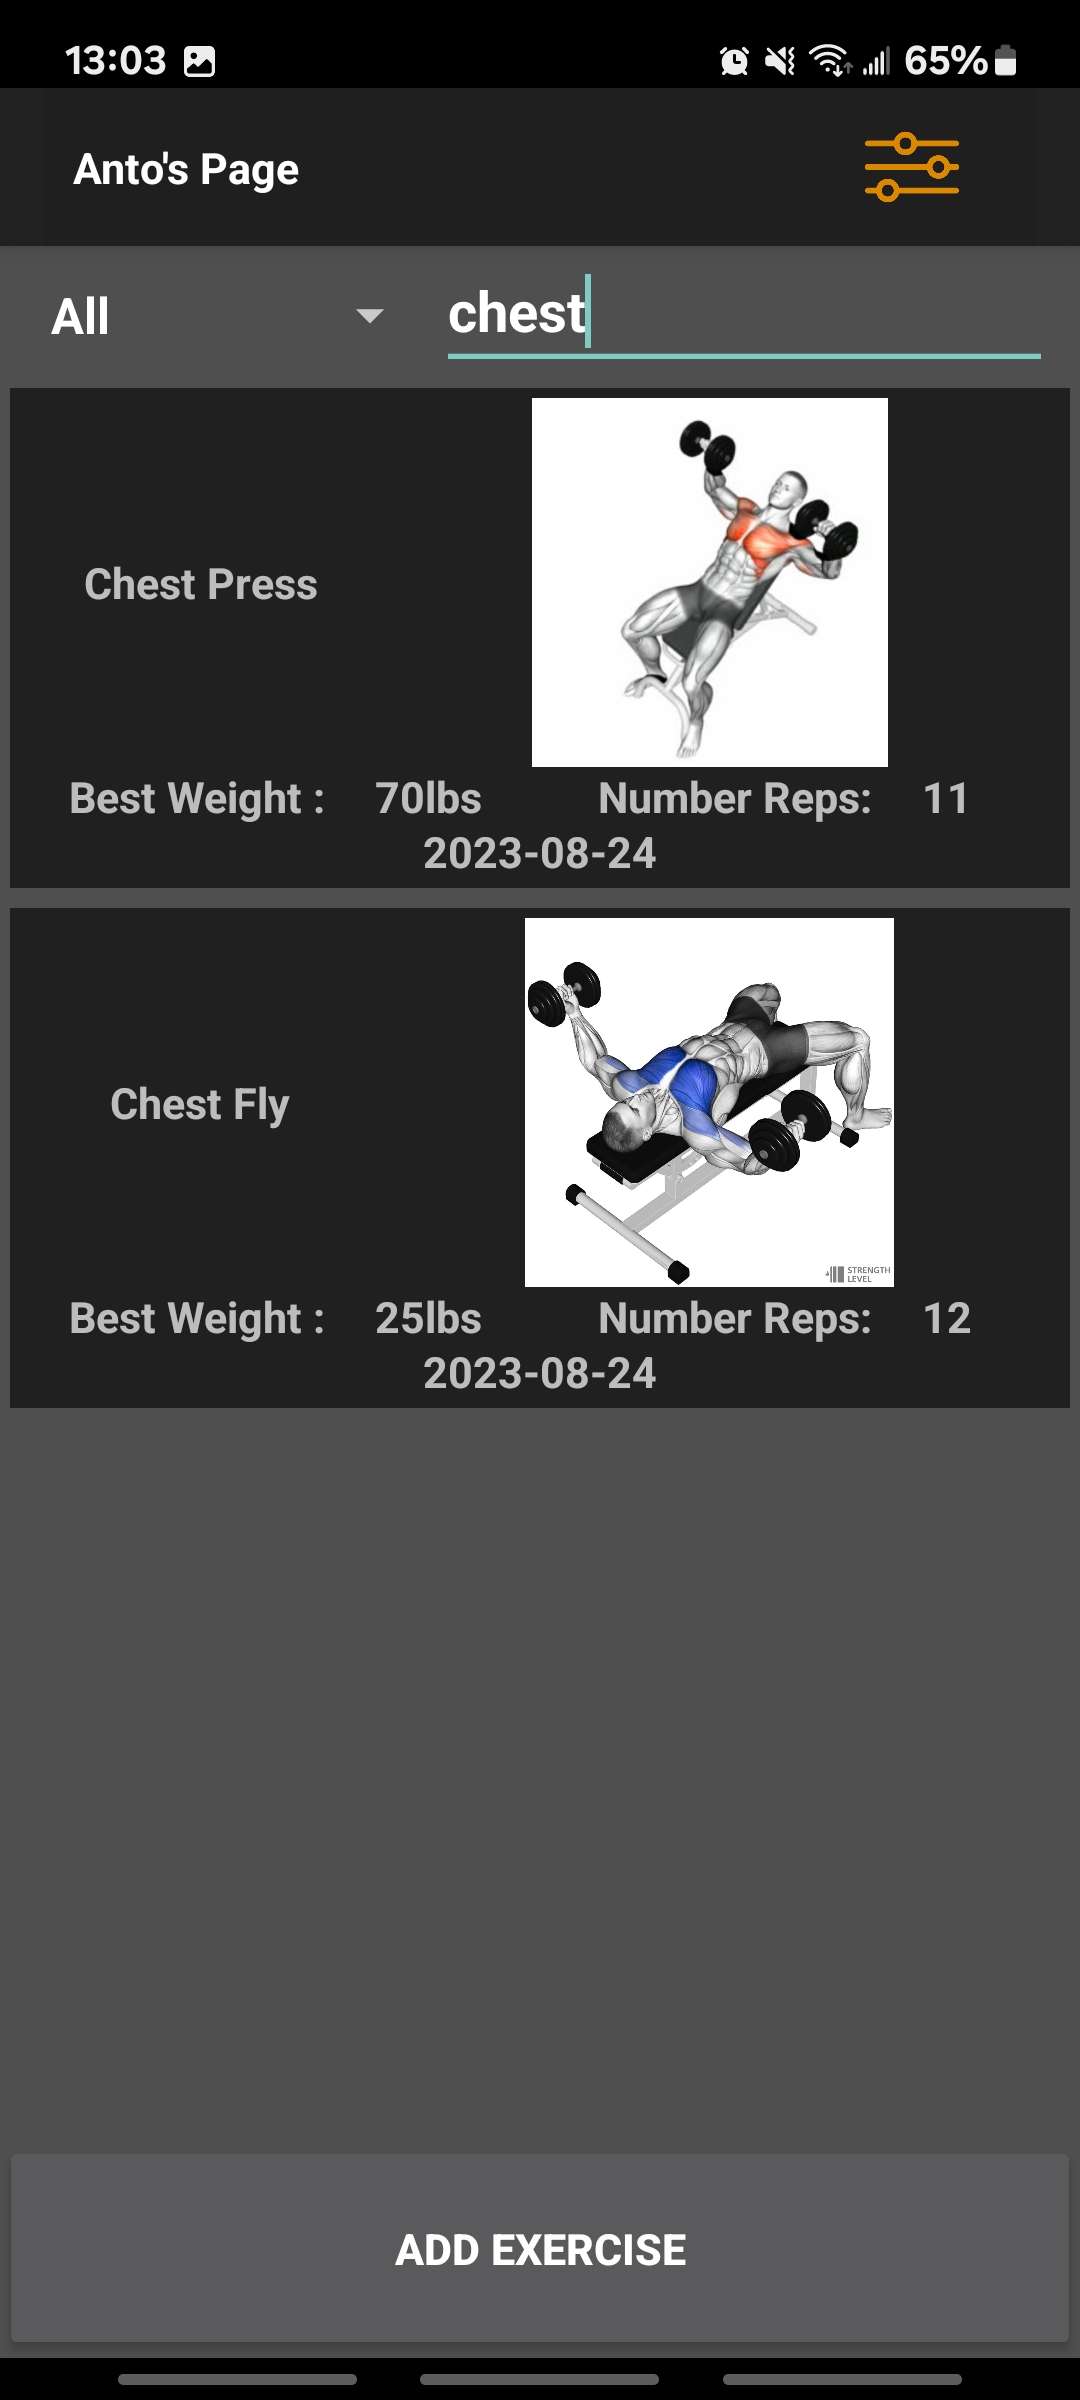 13:03 65%
Anto's Page
All chest
Chest Press
Best Weight : 70lbs Number Reps: 11
2023-08-24
Chest Fly
STRENGTH
LEVEL
Best Weight : 25lbs Number Reps: 12
2023-08-24
ADD EXERCISE